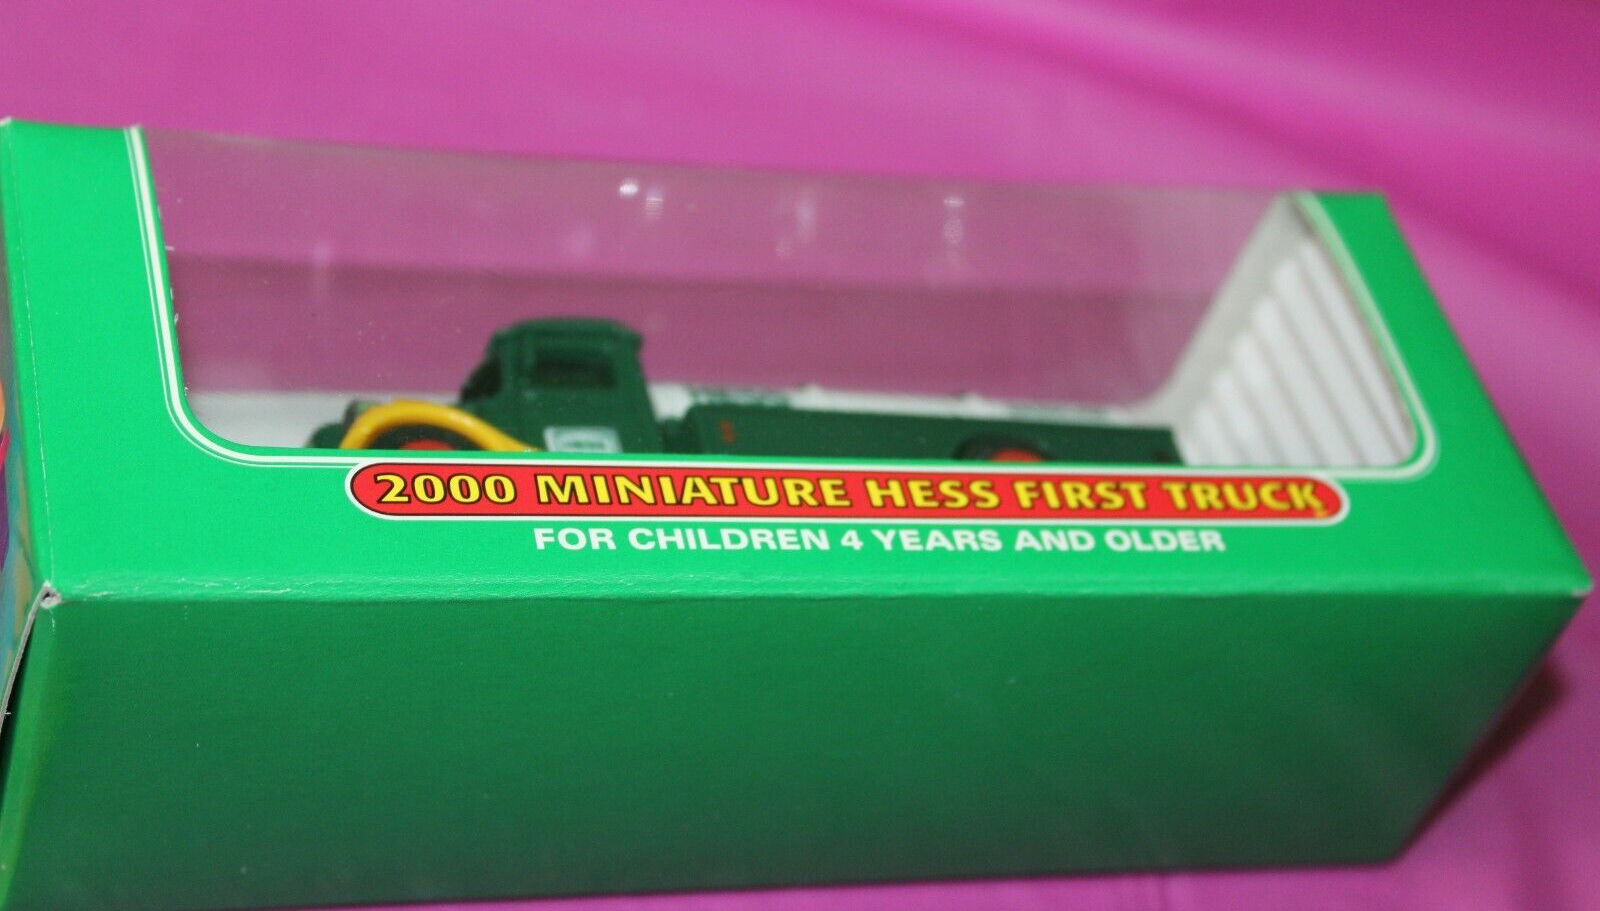 2000 MINIATURE HESS FIRST TRUCK
FOR CHILDREN 4 YEARS AND OLDER